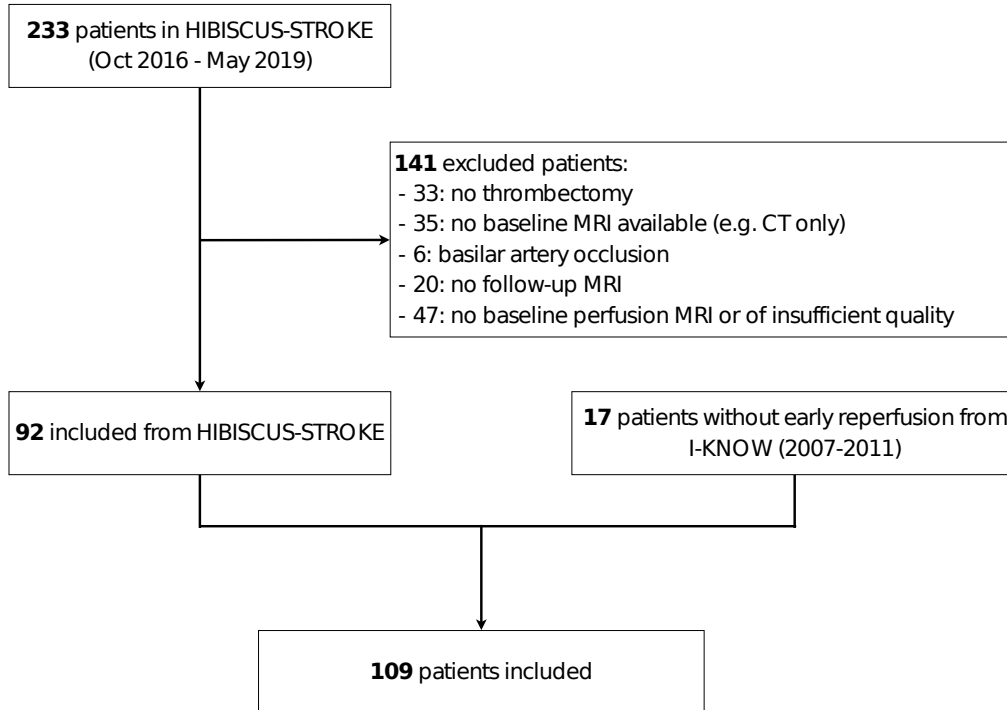 233 patients in HIBISCUS-STROKE
(Oct 2016 - May 2019)
141 excluded patients:
- 33: no thrombectomy
- 35: no baseline MRI available (e.g. CT only)
- 6: basilar artery occlusion
- 20: no follow-up MRI
- 47: no baseline perfusion MRI or of insufficient quality
92 included from HIBISCUS-STROKE
17 patients without early reperfusion from
I-KNOW (2007-2011)
109 patients included